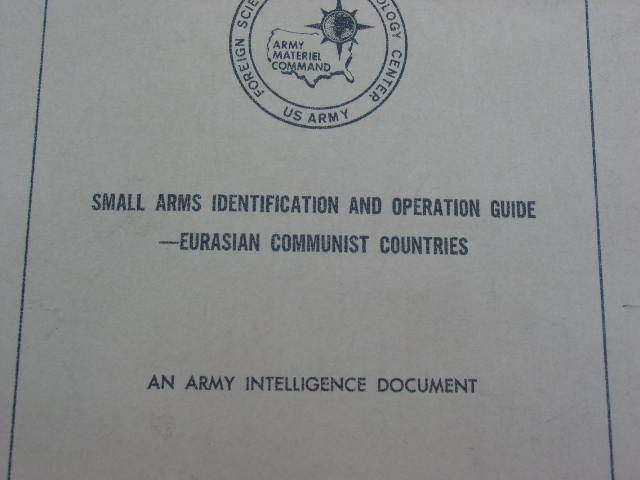 FOREIGN SCIE
OLOGY CENTER
ARMY
MATERIEL
COMMAND
US ARMY
SMALL ARMS IDENTIFICATION AND OPERATION GUIDE
—EURASIAN COMMUNIST COUNTRIES
AN ARMY INTELLIGENCE DOCUMENT